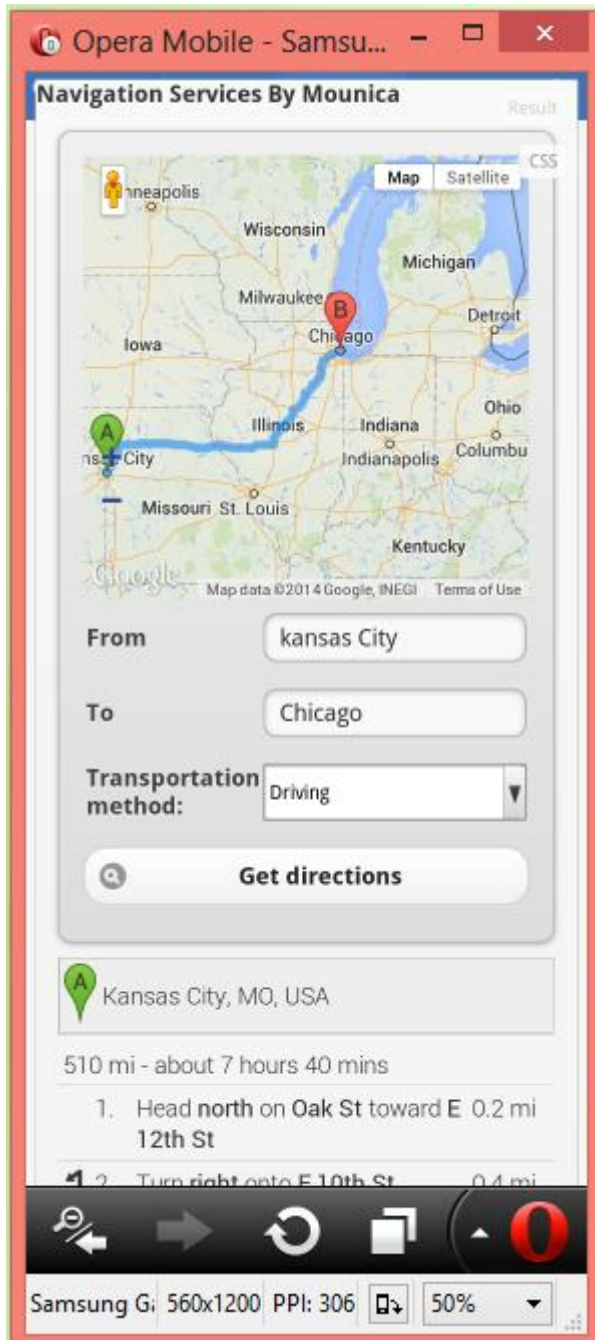 Opera Mobile - Samsu...
Navigation Services By Mounica
Result
CSS
Map Satellite
nneapolis
Wisconsin
Michigan
Milwaukee
Detroit
Chicago
Iowa
Ohio
Illinois
Indiana
A
B
nsas City
Indianapolis
Columbu
Missouri St. Louis
Kentucky
Google
Map data ©2014 Google, INEGI Terms of Use
From kansas City
To Chicago
Transportation
method:
Driving
Get directions
A
Kansas City, MO, USA
510 mi - about 7 hours 40 mins
1. Head north on Oak St toward E 0.2 mi
12th St
2. Turn right onto E 10th St 0.4 mi
Samsung Ga 560x1200 PPI: 306 50%